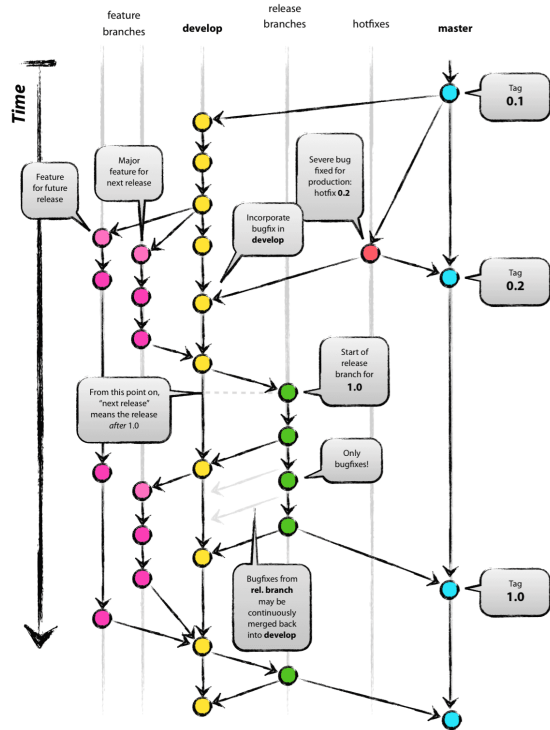 feature
branches
develop
release
branches
hotfixes
master
Time
Tag
0.1
Feature
for future
release
Major
feature for
next release
Severe bug
fixed for
production:
hotfix 0.2
Incorporate
bugfix in
develop
Tag
0.2
Start of
release
branch for
1.0
From this point on,
“next release”
means the release
after 1.0
Only
bugfixes!
Bugfixes from
rel. branch
may be
continuously
merged back
into develop
Tag
1.0